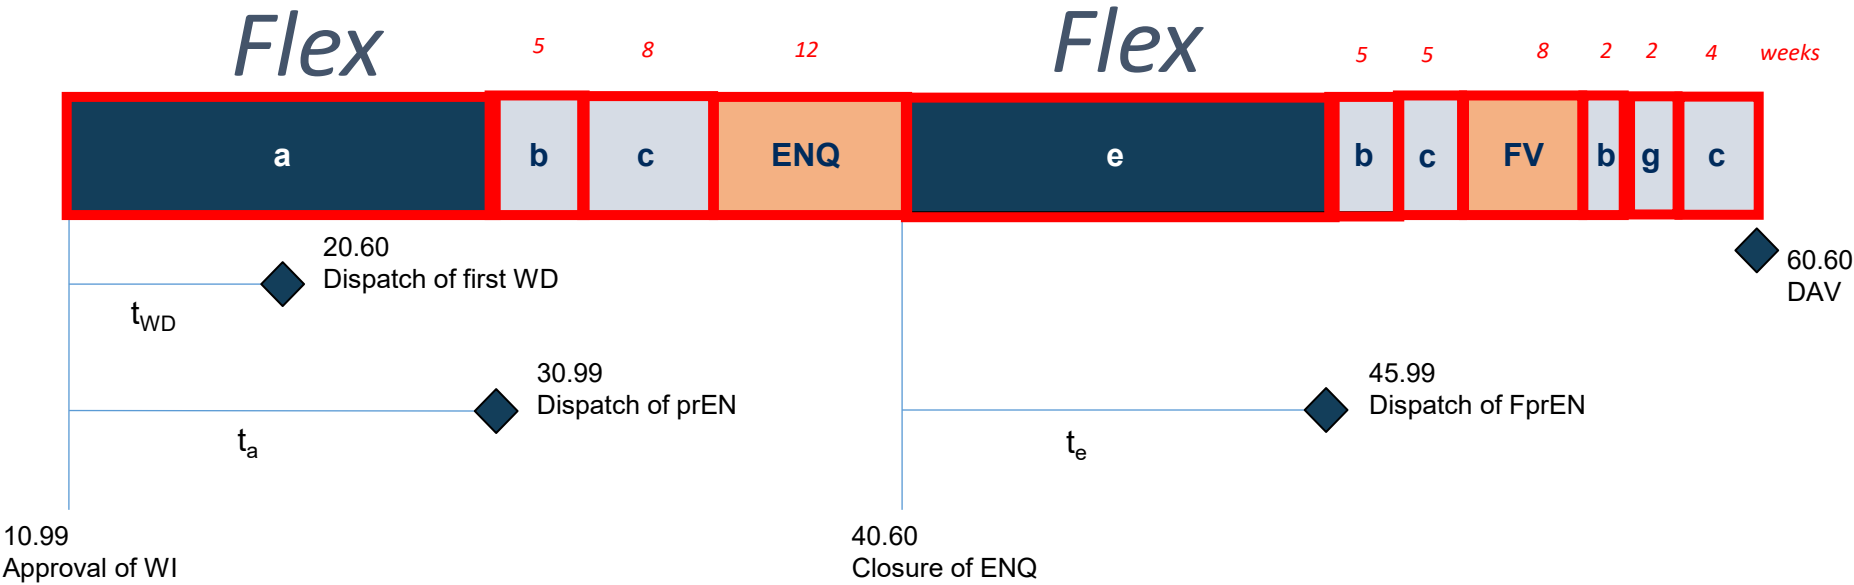 Flex 5 8 12 Flex 5 5 8 2 2 4 weeks
a b c ENQ e b c FV b g c
20.60
Dispatch of first WD
60.60
DAV
tWD
30.99
Dispatch of prEN
45.99
Dispatch of FprEN
ta
te
10.99
Approval of WI
40.60
Closure of ENQ